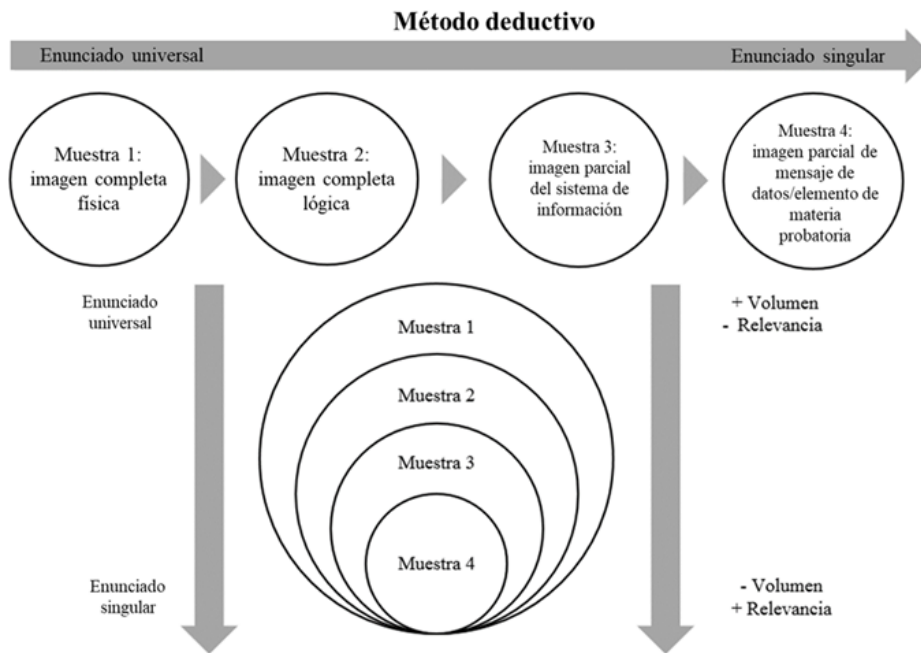 Método deductivo
Enunciado universal
Enunciado singular
Muestra 1:
imagen completa
física
Muestra 2:
imagen completa
lógica
Muestra 3:
imagen parcial
del sistema de
información
Muestra 4:
imagen parcial de
mensaje de
datos/elemento de
materia
probatoria
Enunciado
universal
Muestra 1
Muestra 2
Muestra 3
Muestra 4
+ Volumen
- Relevancia
Enunciado
singular
- Volumen
+ Relevancia